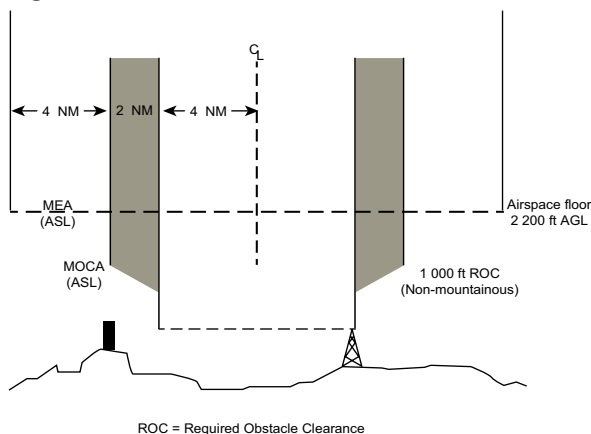 C
L
4 NM
2 NM
4 NM
MEA
(ASL)
Airspace floor
2 200 ft AGL
MOCA
(ASL)
1 000 ft ROC
(Non-mountainous)
ROC = Required Obstacle Clearance